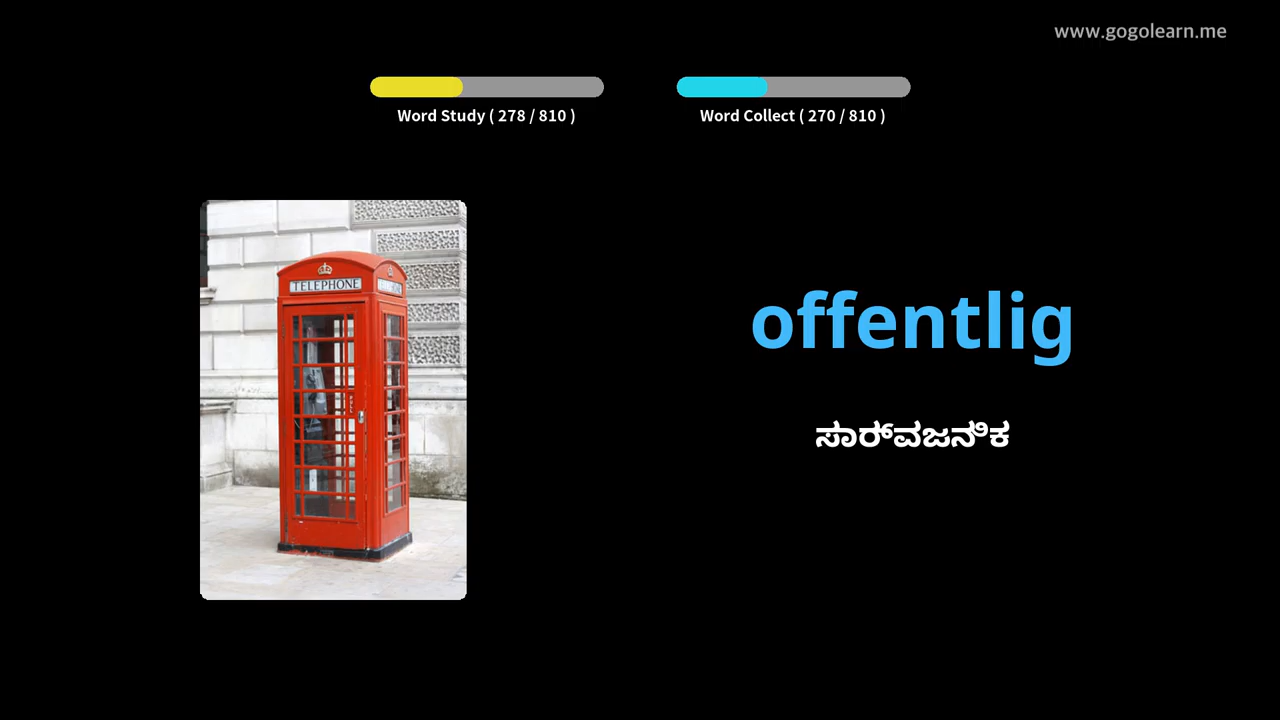 www.gogolearn.me
Word Study ( 278 / 810 )
Word Collect ( 270 / 810 )
TELEPHONE
offentlig
ಸಾರ್ವಜನಿಕ